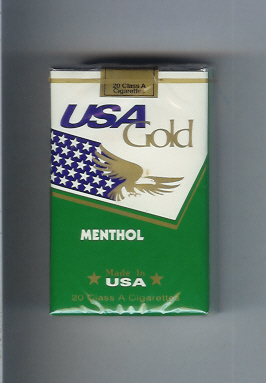 20 Class A
Cigarettes
USA
Gold
MENTHOL
Made In
USA
20 Class A Cigarettes